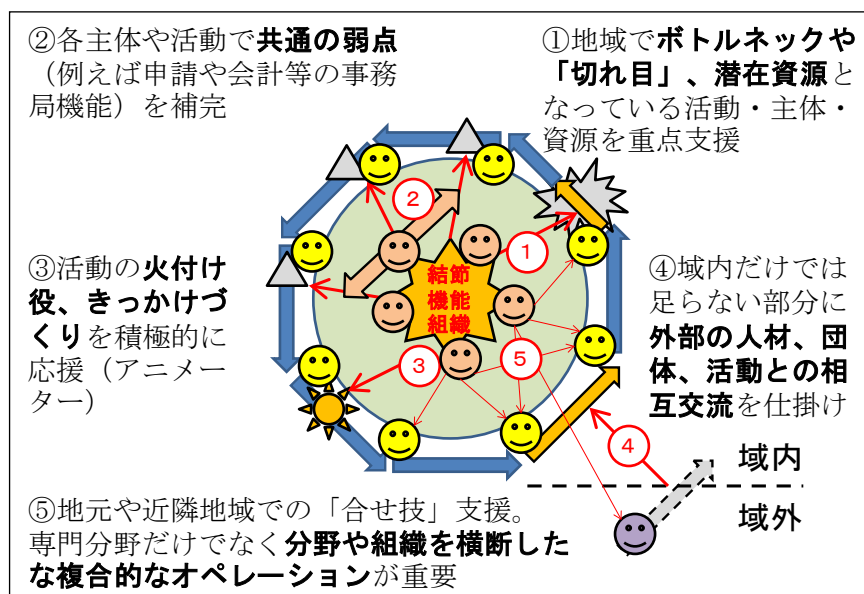 ②各主体や活動で共通の弱点
（例えば申請や会計等の事務
局機能）を補完
①地域でボトルネックや
「切れ目」、潜在資源と
なっている活動・主体・
資源を重点支援
②
①
結節
機能
組織
③活動の火付け
役、きっかけづ
くりを積極的に
応援（アニメー
ター）
③
⑤
④域内だけでは
足らない部分に
外部の人材、団
体、活動との相
互交流を仕掛け
④
域内
域外
⑤地元や近隣地域での「合せ技」支援。
専門分野だけでなく分野や組織を横断した
な複合的なオペレーションが重要